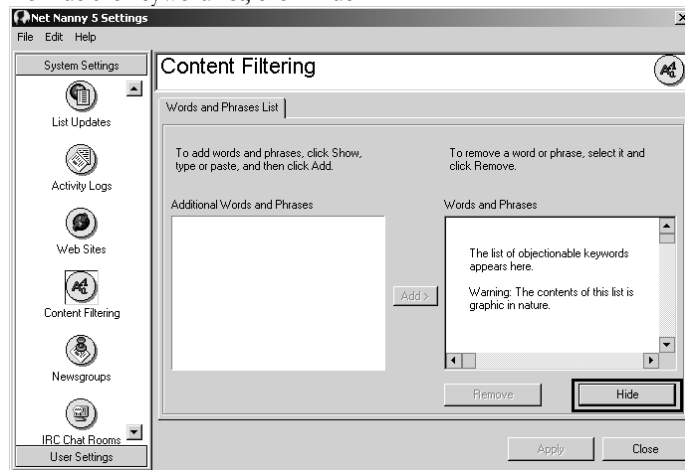 Net Nanny 5 Settings
File Edit Help
System Settings
List Updates
Activity Logs
Web Sites
Content Filtering
Newsgroups
IRC Chat Rooms
User Settings
Content Filtering
Words and Phrases List
To add words and phrases, click Show,
type or paste, and then click Add.
To remove a word or phrase, select it and
click Remove.
Additional Words and Phrases
Words and Phrases
Add >
The list of objectionable keywords
appears here.
Warning: The contents of this list is
graphic in nature.
Remove
Hide
Apply
Close